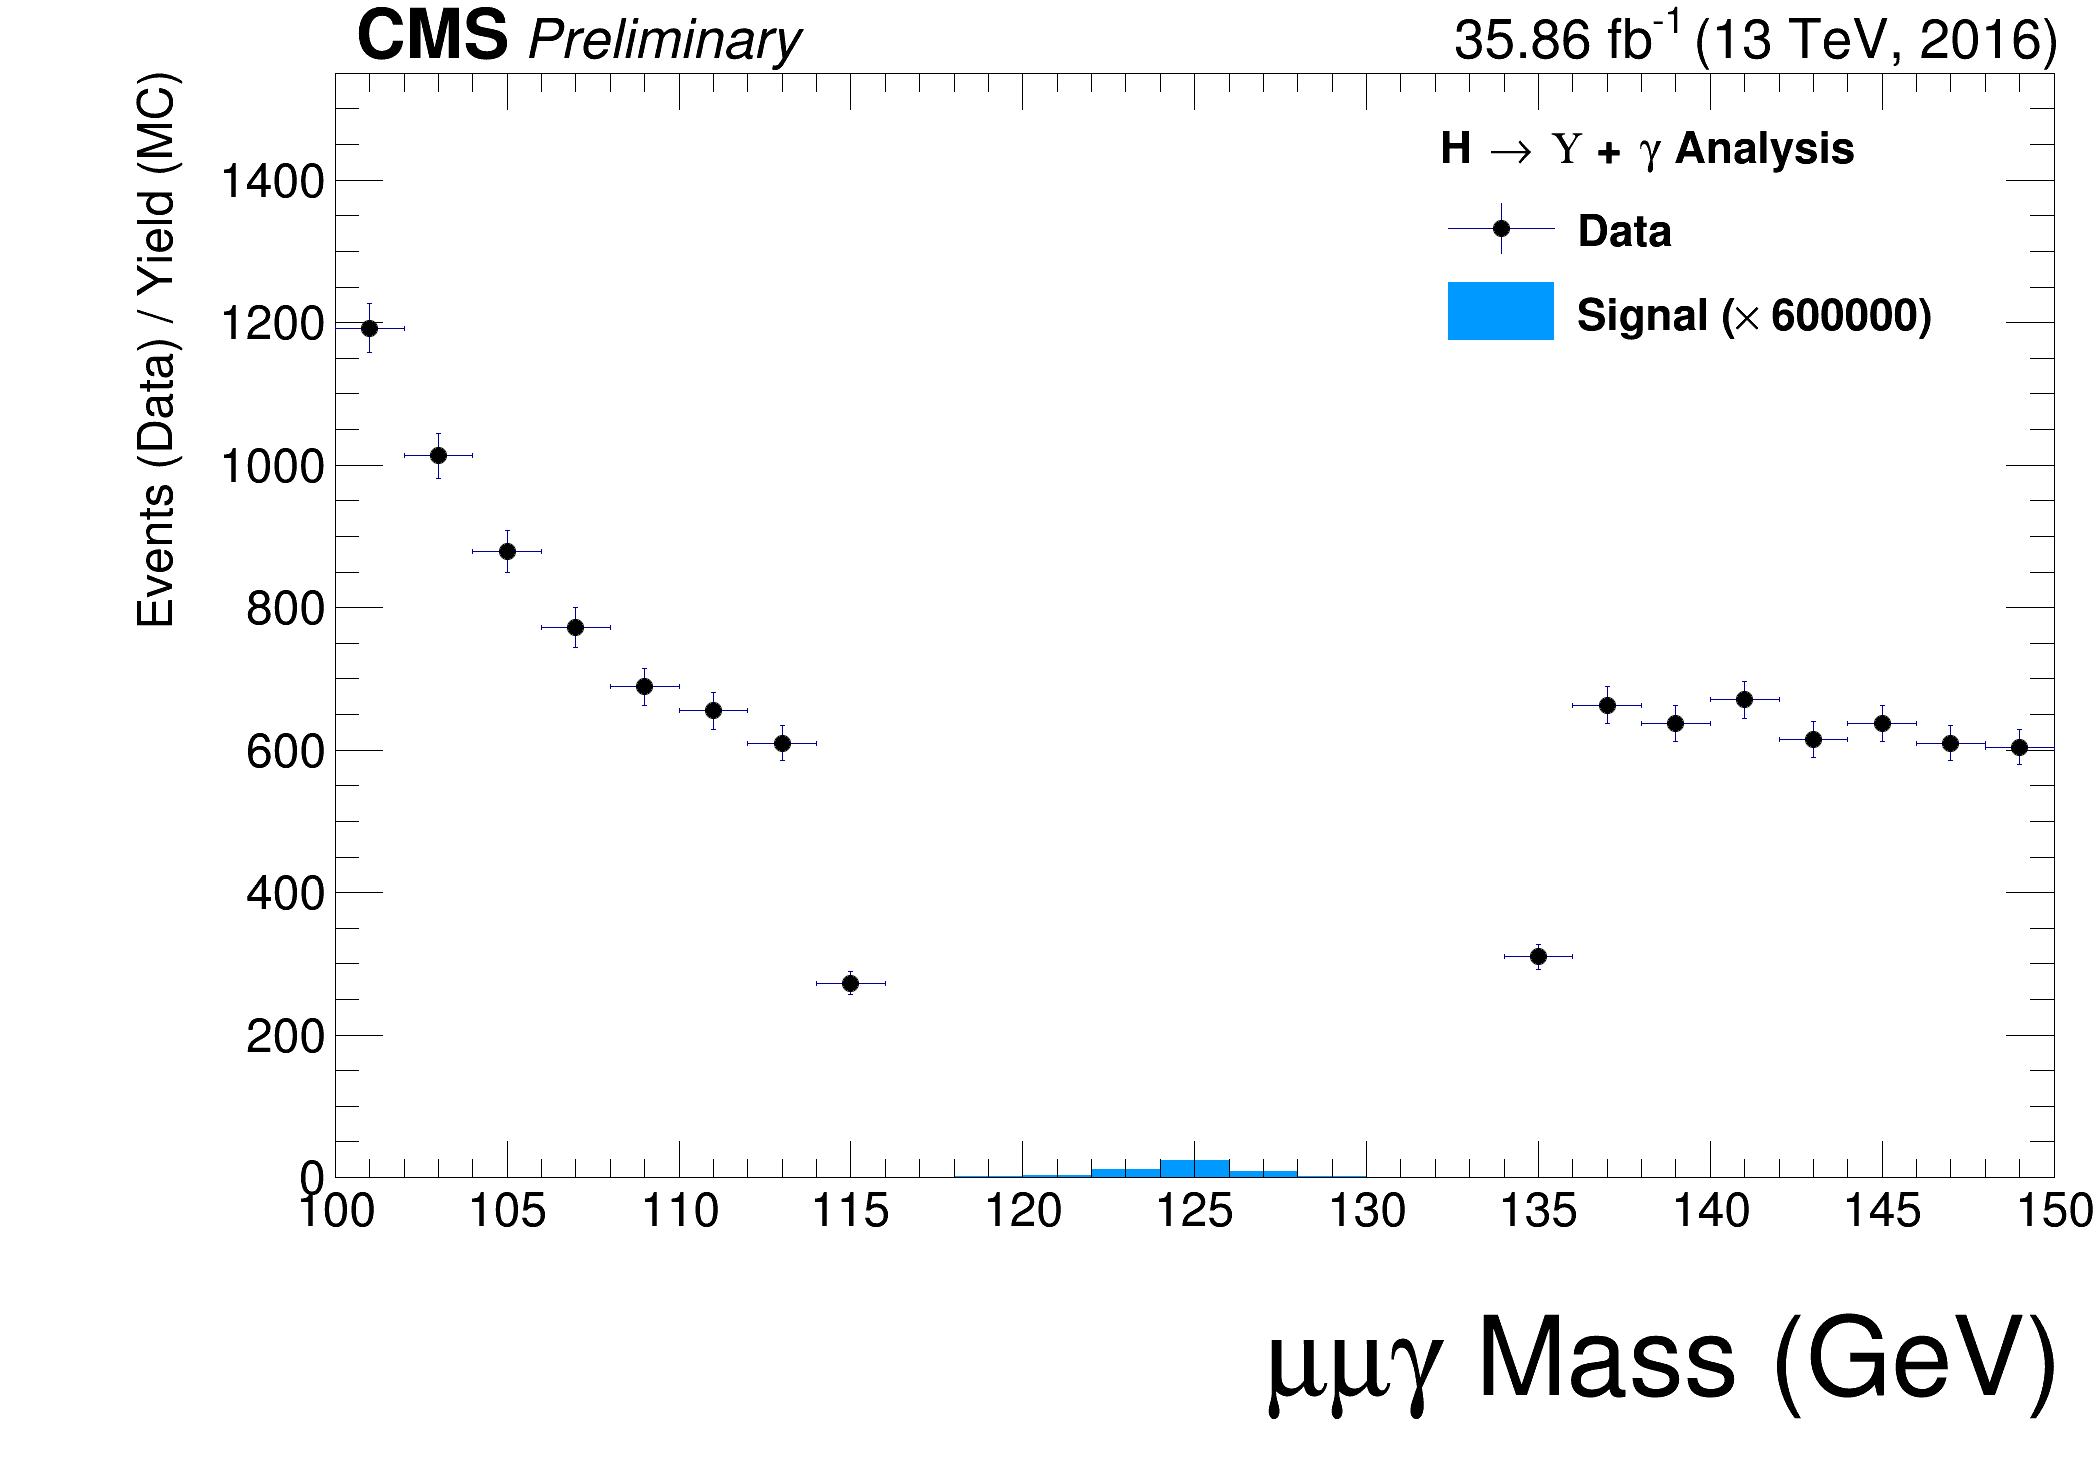 CMS Preliminary
35.86 fb-1 (13 TeV, 2016)
Events (Data) / Yield (MC)
H → Υ + γ Analysis
Data
Signal (× 600000)
1400
1200
1000
800
600
400
200
0
100 105 110 115 120 125 130 135 140 145 150
μμγ Mass (GeV)